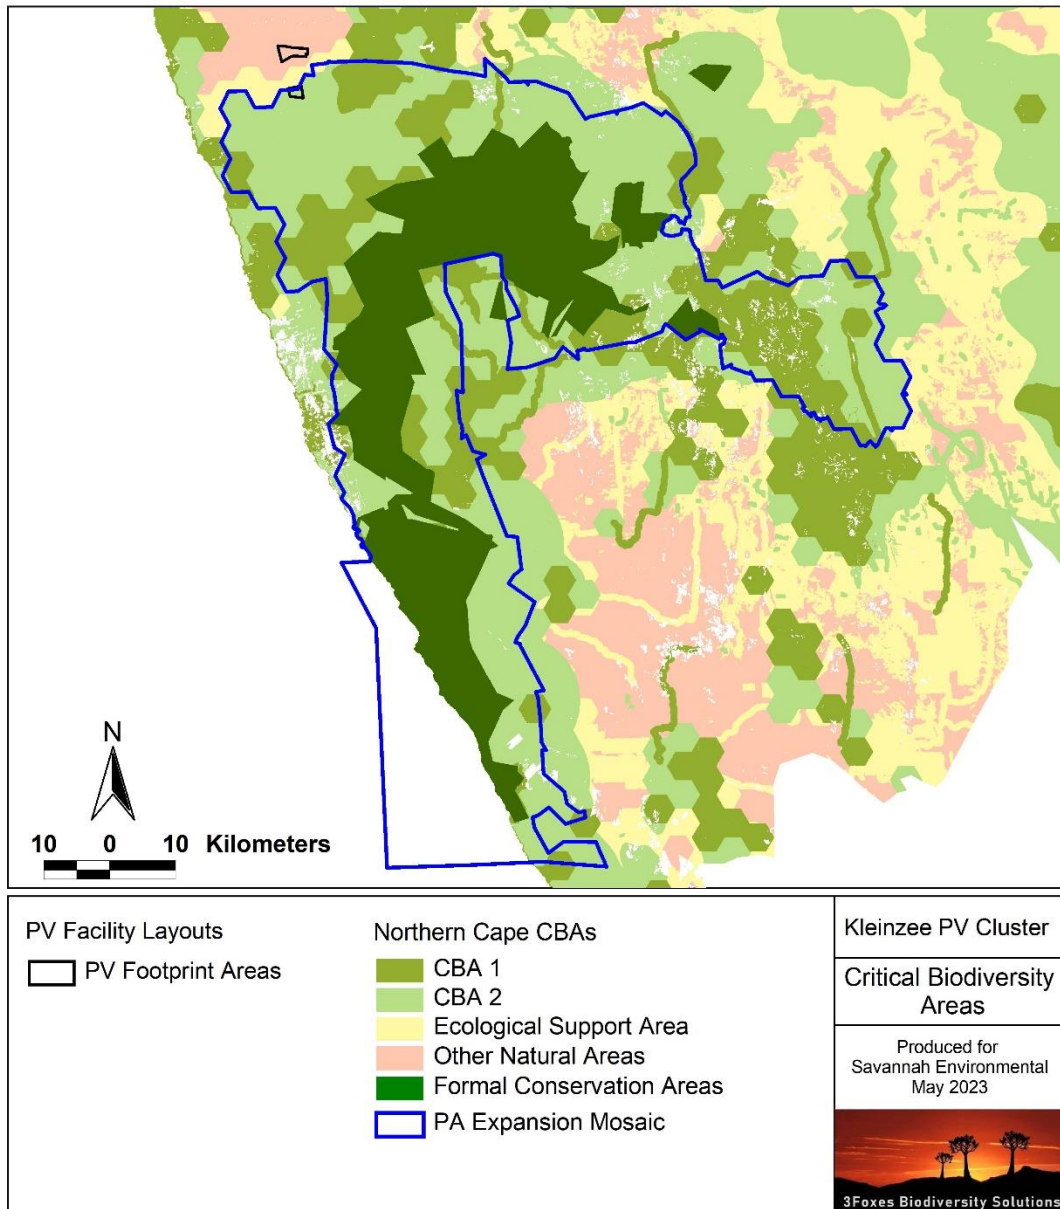 N
10 0 10 Kilometers
PV Facility Layouts
PV Footprint Areas
Northern Cape CBAs
CBA 1
CBA 2
Ecological Support Area
Other Natural Areas
Formal Conservation Areas
PA Expansion Mosaic
Kleinzee PV Cluster
Critical Biodiversity
Areas
Produced for
Savannah Environmental
May 2023
3Foxes Biodiversity Solutions